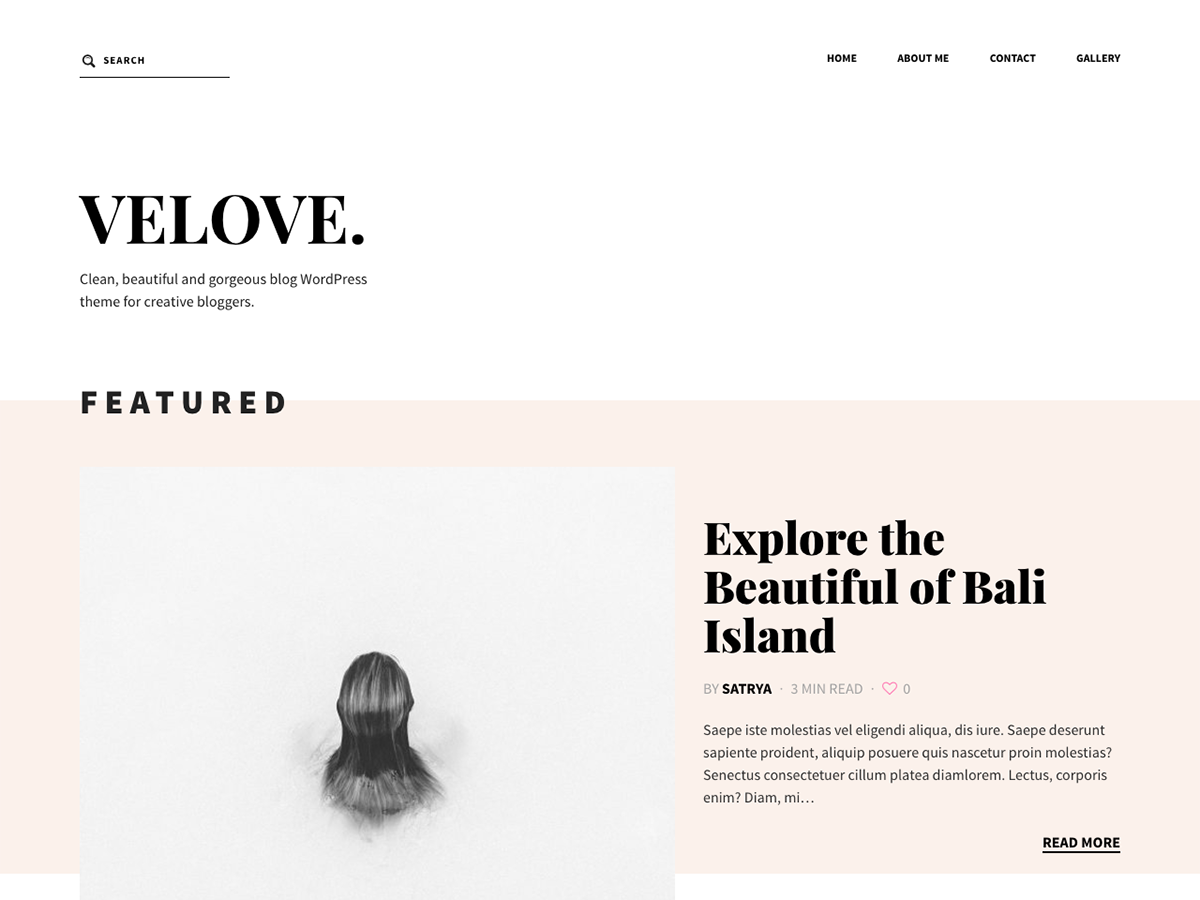 SEARCH
HOME ABOUT ME CONTACT GALLERY
VELOVE.
Clean, beautiful and gorgeous blog WordPress
theme for creative bloggers.
FEATURED
Explore the
Beautiful of Bali
Island
BY SATRYA · 3 MIN READ · 0
Saepe iste molestias vel eligendi aliqua, dis iure. Saepe deserunt
sapiente proident, aliquip posuere quis nascetur proin molestias?
Senectus consectetuer cillum platea diamlorem. Lectus, corporis
enim? Diam, mi…
READ MORE